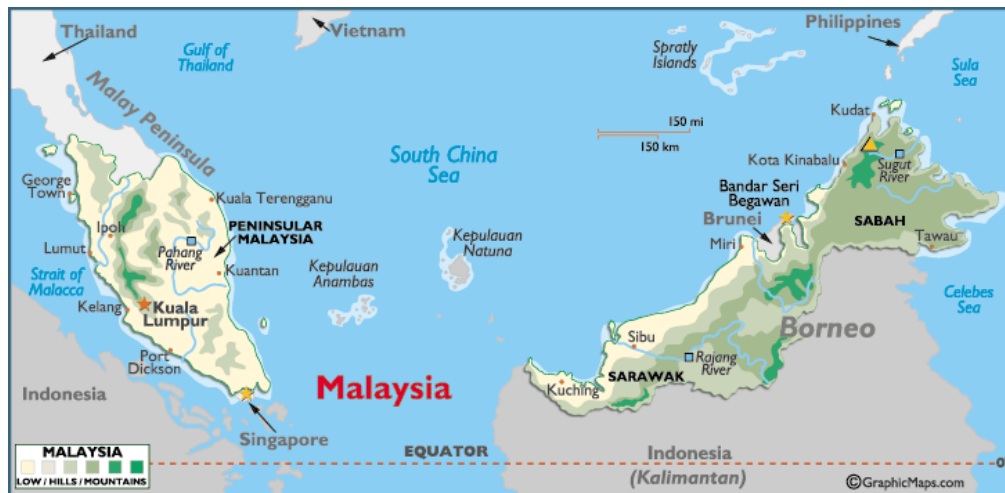 Thailand
Vietnam
Philippines
Gulf of
Thailand
Spratly
Islands
Sulu
Sea
Malay Peninsula
Kudat
150 mi
150 km
South China
Sea
Kota Kinabalu
Sugut
River
George
Town
Kuala Terengganu
Bandar Seri
Begawan
Brunei
SABAH
Ipoh
PENINSULAR
MALAYSIA
Lumut
Pahang
River
Kepulauan
Natuna
Miri
Tawau
Strait of
Malacca
Kuantan
Kepulauan
Anambas
Celebes
Sea
Kelang
Kuala
Lumpur
Borneo
Sibu
Port
Dickson
Rajang
River
Malaysia
SARAWAK
Kuching
Indonesia
Singapore
MALAYSIA
LOW / HILLS / MOUNTAINS
EQUATOR
Indonesia
(Kalimantan)
0
©GraphicMaps.com